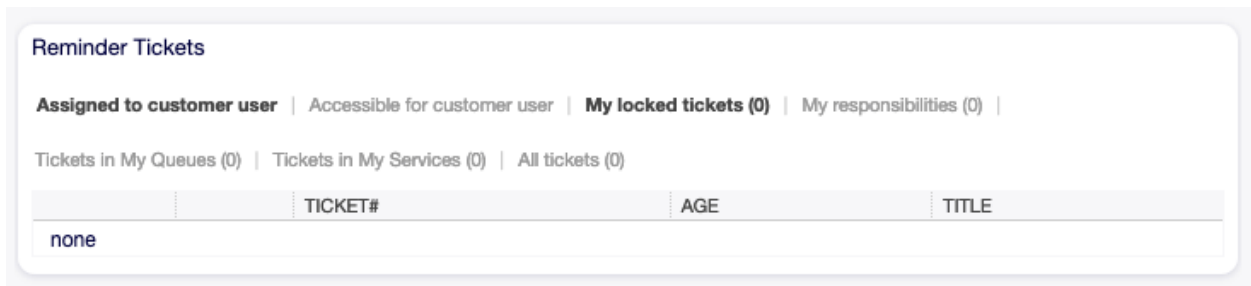 Reminder Tickets
Assigned to customer user | Accessible for customer user | My locked tickets (0) | My responsibilities (0) |
Tickets in My Queues (0) | Tickets in My Services (0) | All tickets (0)
TICKET# AGE TITLE
none